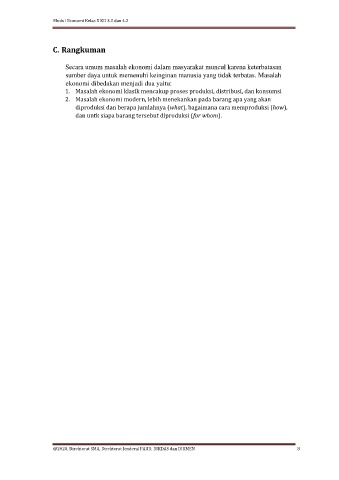 Modul Ekonomi Kelas X KD 3.2 dan 4.2
C. Rangkuman
Secara umum masalah ekonomi dalam masyarakat muncul karena keterbatasan
sumber daya untuk memenuhi keinginan manusia yang tidak terbatas. Masalah
ekonomi dibedakan menjadi dua yaitu:
1. Masalah ekonomi klasik mencakup proses produksi, distribusi, dan konsumsi
2. Masalah ekonomi modern, lebih menekankan pada barang apa yang akan
diproduksi dan berapa jumlahnya (what), bagaimana cara memproduksi (how),
dan untk siapa barang tersebut diproduksi (for whom).
@2020, Direktorat SMA, Direktorat Jenderal PAUD, DIKDAS dan DIKMEN
8